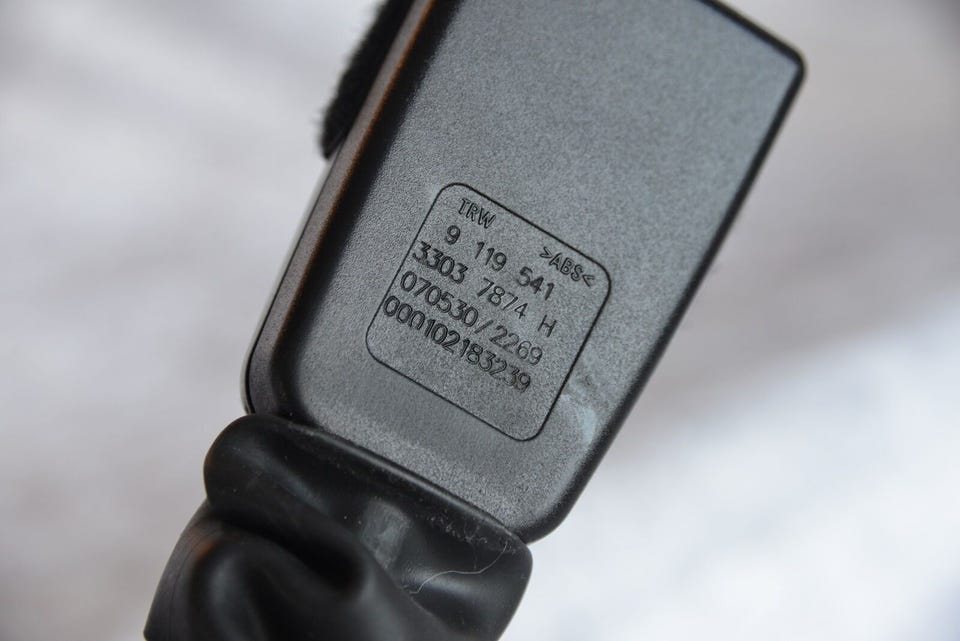 TRW
>ABS<
9 119 541
3303 7874 H
070530/2269
000102183239